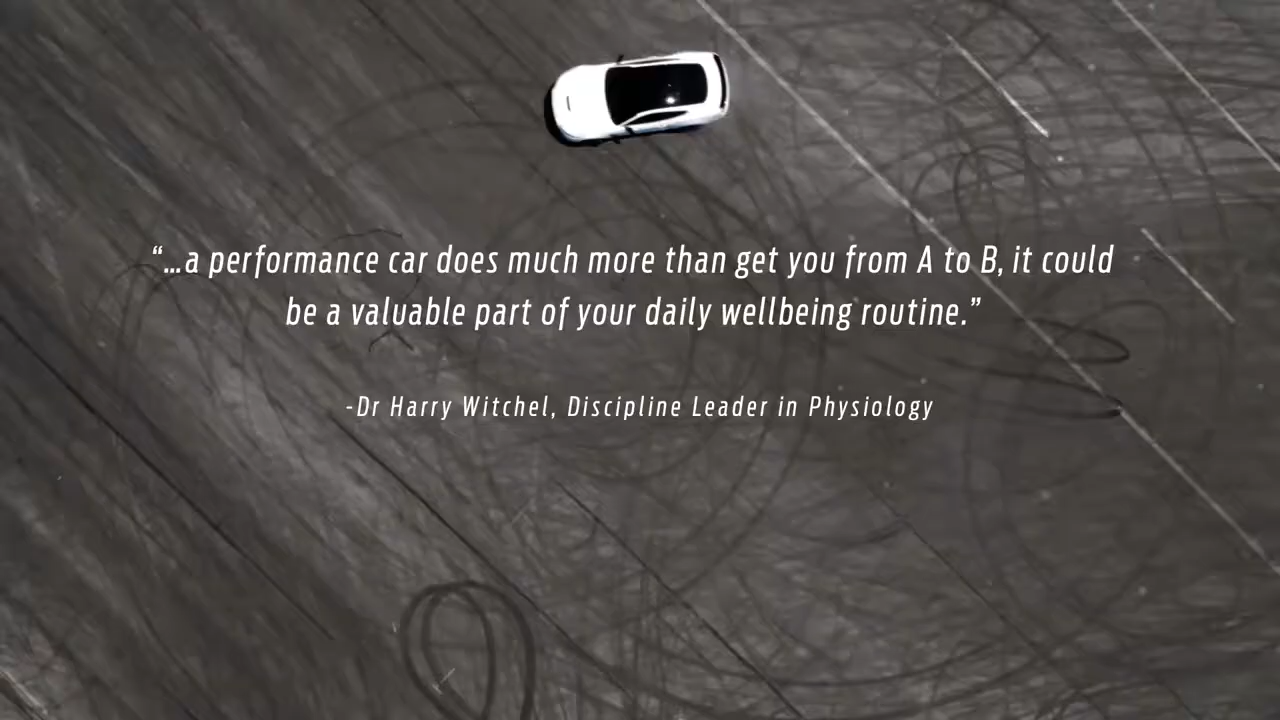 “...a performance car does much more than get you from A to B, it could
be a valuable part of your daily wellbeing routine.”
-Dr Harry Witchel, Discipline Leader in Physiology